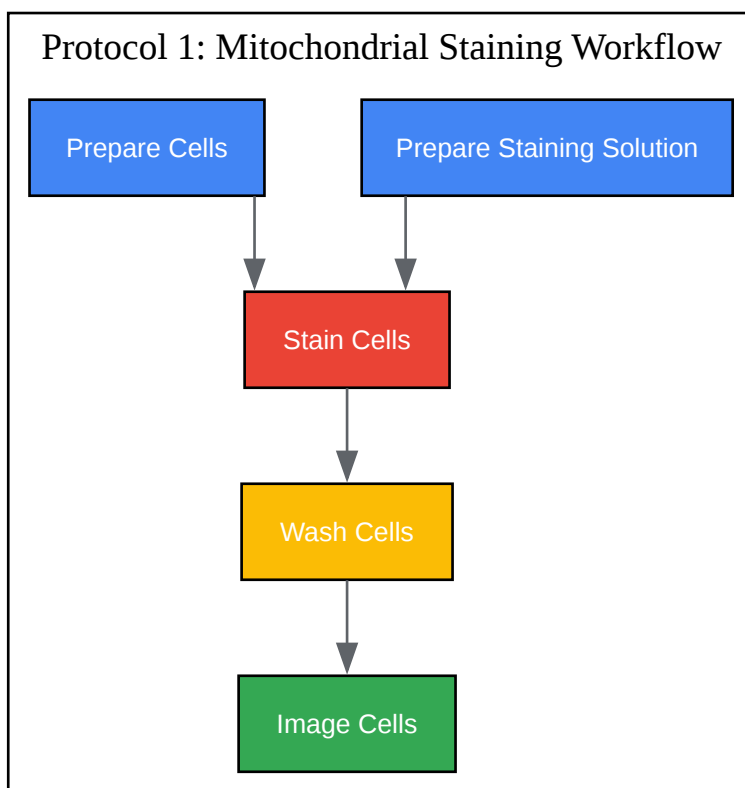 Protocol 1: Mitochondrial Staining Workflow
Prepare Cells
Prepare Staining Solution
Stain Cells
Wash Cells
Image Cells